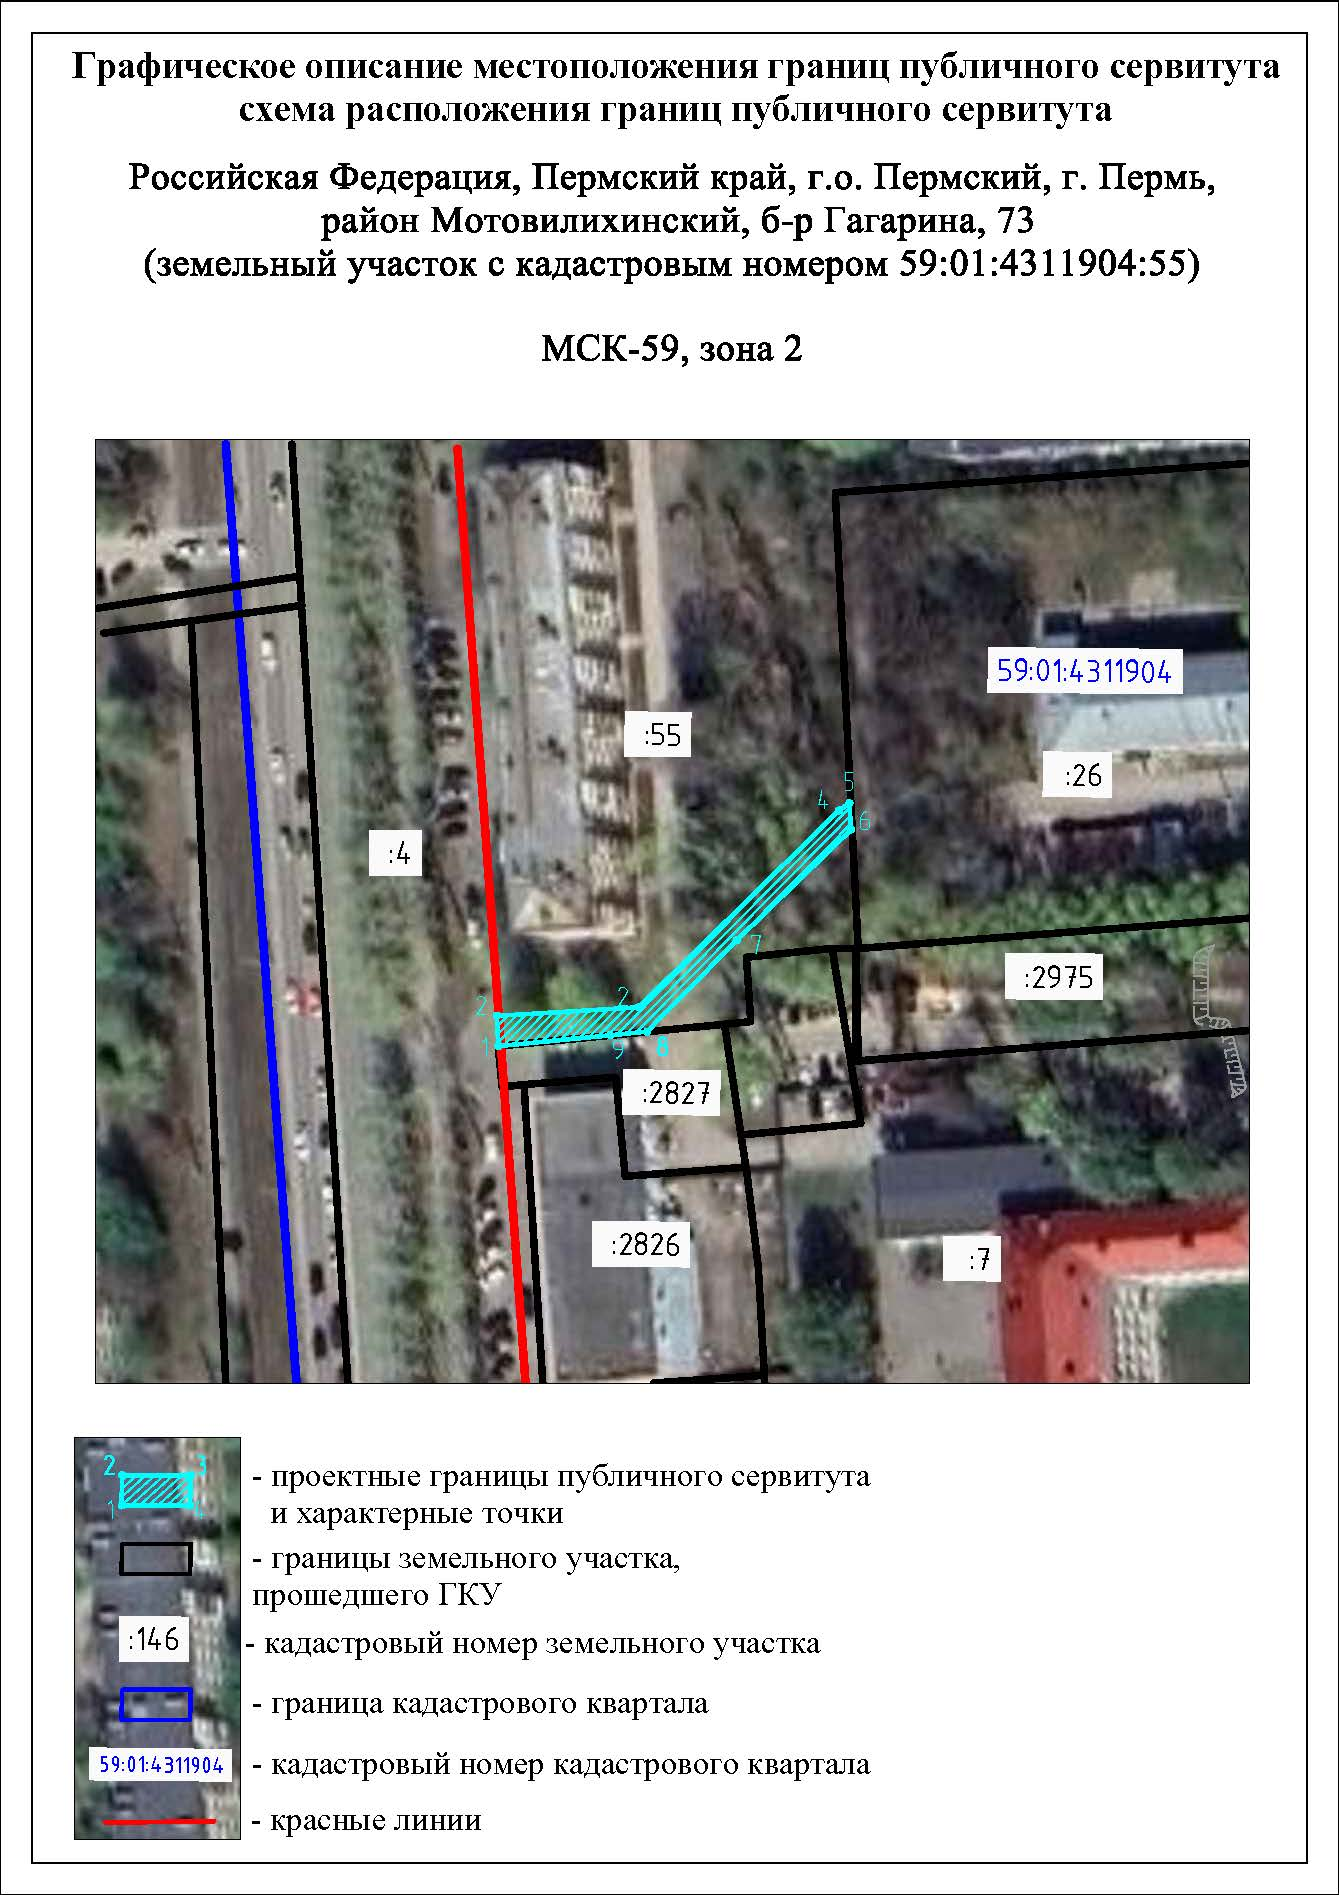 Графическое описание местоположения границ публичного сервитута
схема расположения границ публичного сервитута
Российская Федерация, Пермский край, г.о. Пермский, г. Пермь,
район Мотовилихинский, б-р Гагарина, 73
(земельный участок с кадастровым номером 59:01:4311904:55)
МСК-59, зона 2
59:01:4311904
:55
:26
5
4
6
:4
7
:2975
2
2
1
9
8
:2827
:2826
:7
2
3
1
4
- проектные границы публичного сервитута
и характерные точки
- границы земельного участка,
прошедшего ГКУ
:146
- кадастровый номер земельного участка
- граница кадастрового квартала
59:01:4311904
- кадастровый номер кадастрового квартала
- красные линии